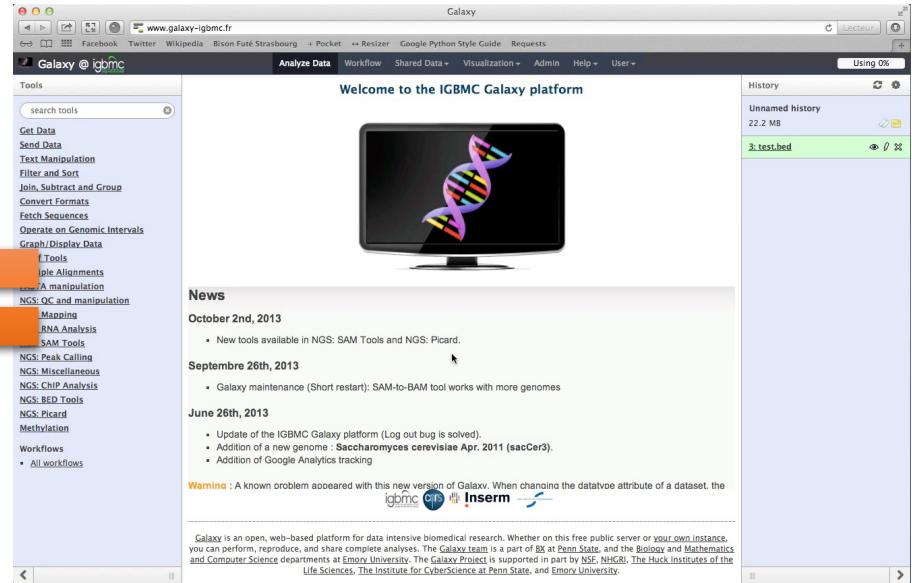 Galaxy
www.galaxy-igbmc.fr
Lecteur
Facebook Twitter Wikipedia Bison Futé Strasbourg + Pocket ↔ Resizer Google Python Style Guide Requests
Galaxy @ igbmc
Analyze Data Workflow Shared Data Visualization Admin Help User
Using 0%
Tools
search tools
Get Data
Send Data
Text Manipulation
Filter and Sort
Join, Subtract and Group
Convert Formats
Fetch Sequences
Operate on Genomic Intervals
Graph/Display Data
Tools
Alignments
manipulation
NGS: QC and manipulation
Mapping
RNA Analysis
SAM Tools
NGS: Peak Calling
NGS: Miscellaneous
NGS: ChIP Analysis
NGS: BED Tools
NGS: Picard
Methylation
Workflows
All workflows
Welcome to the IGBMC Galaxy platform
News
October 2nd, 2013
New tools available in NGS: SAM Tools and NGS: Picard.
Septembre 26th, 2013
Galaxy maintenance (Short restart): SAM-to-BAM tool works with more genomes
June 26th, 2013
Update of the IGBMC Galaxy platform (Log out bug is solved).
Addition of a new genome : Saccharomyces cerevisiae Apr. 2011 (sacCer3).
Addition of Google Analytics tracking
Warning : A known problem appeared with this new version of Galaxy. When changing the datatype attribute of a dataset, the
igbmc cnrs Inserm
Galaxy is an open, web-based platform for data intensive biomedical research. Whether on this free public server or your own instance,
you can perform, reproduce, and share complete analyses. The Galaxy team is a part of BX at Penn State, and the Biology and Mathematics
and Computer Science departments at Emory University. The Galaxy Project is supported in part by NSF, NHGRI, The Huck Institutes of the
Life Sciences, The Institute for CyberScience at Penn State, and Emory University.
History
Unnamed history
22.2 MB
3: test.bed